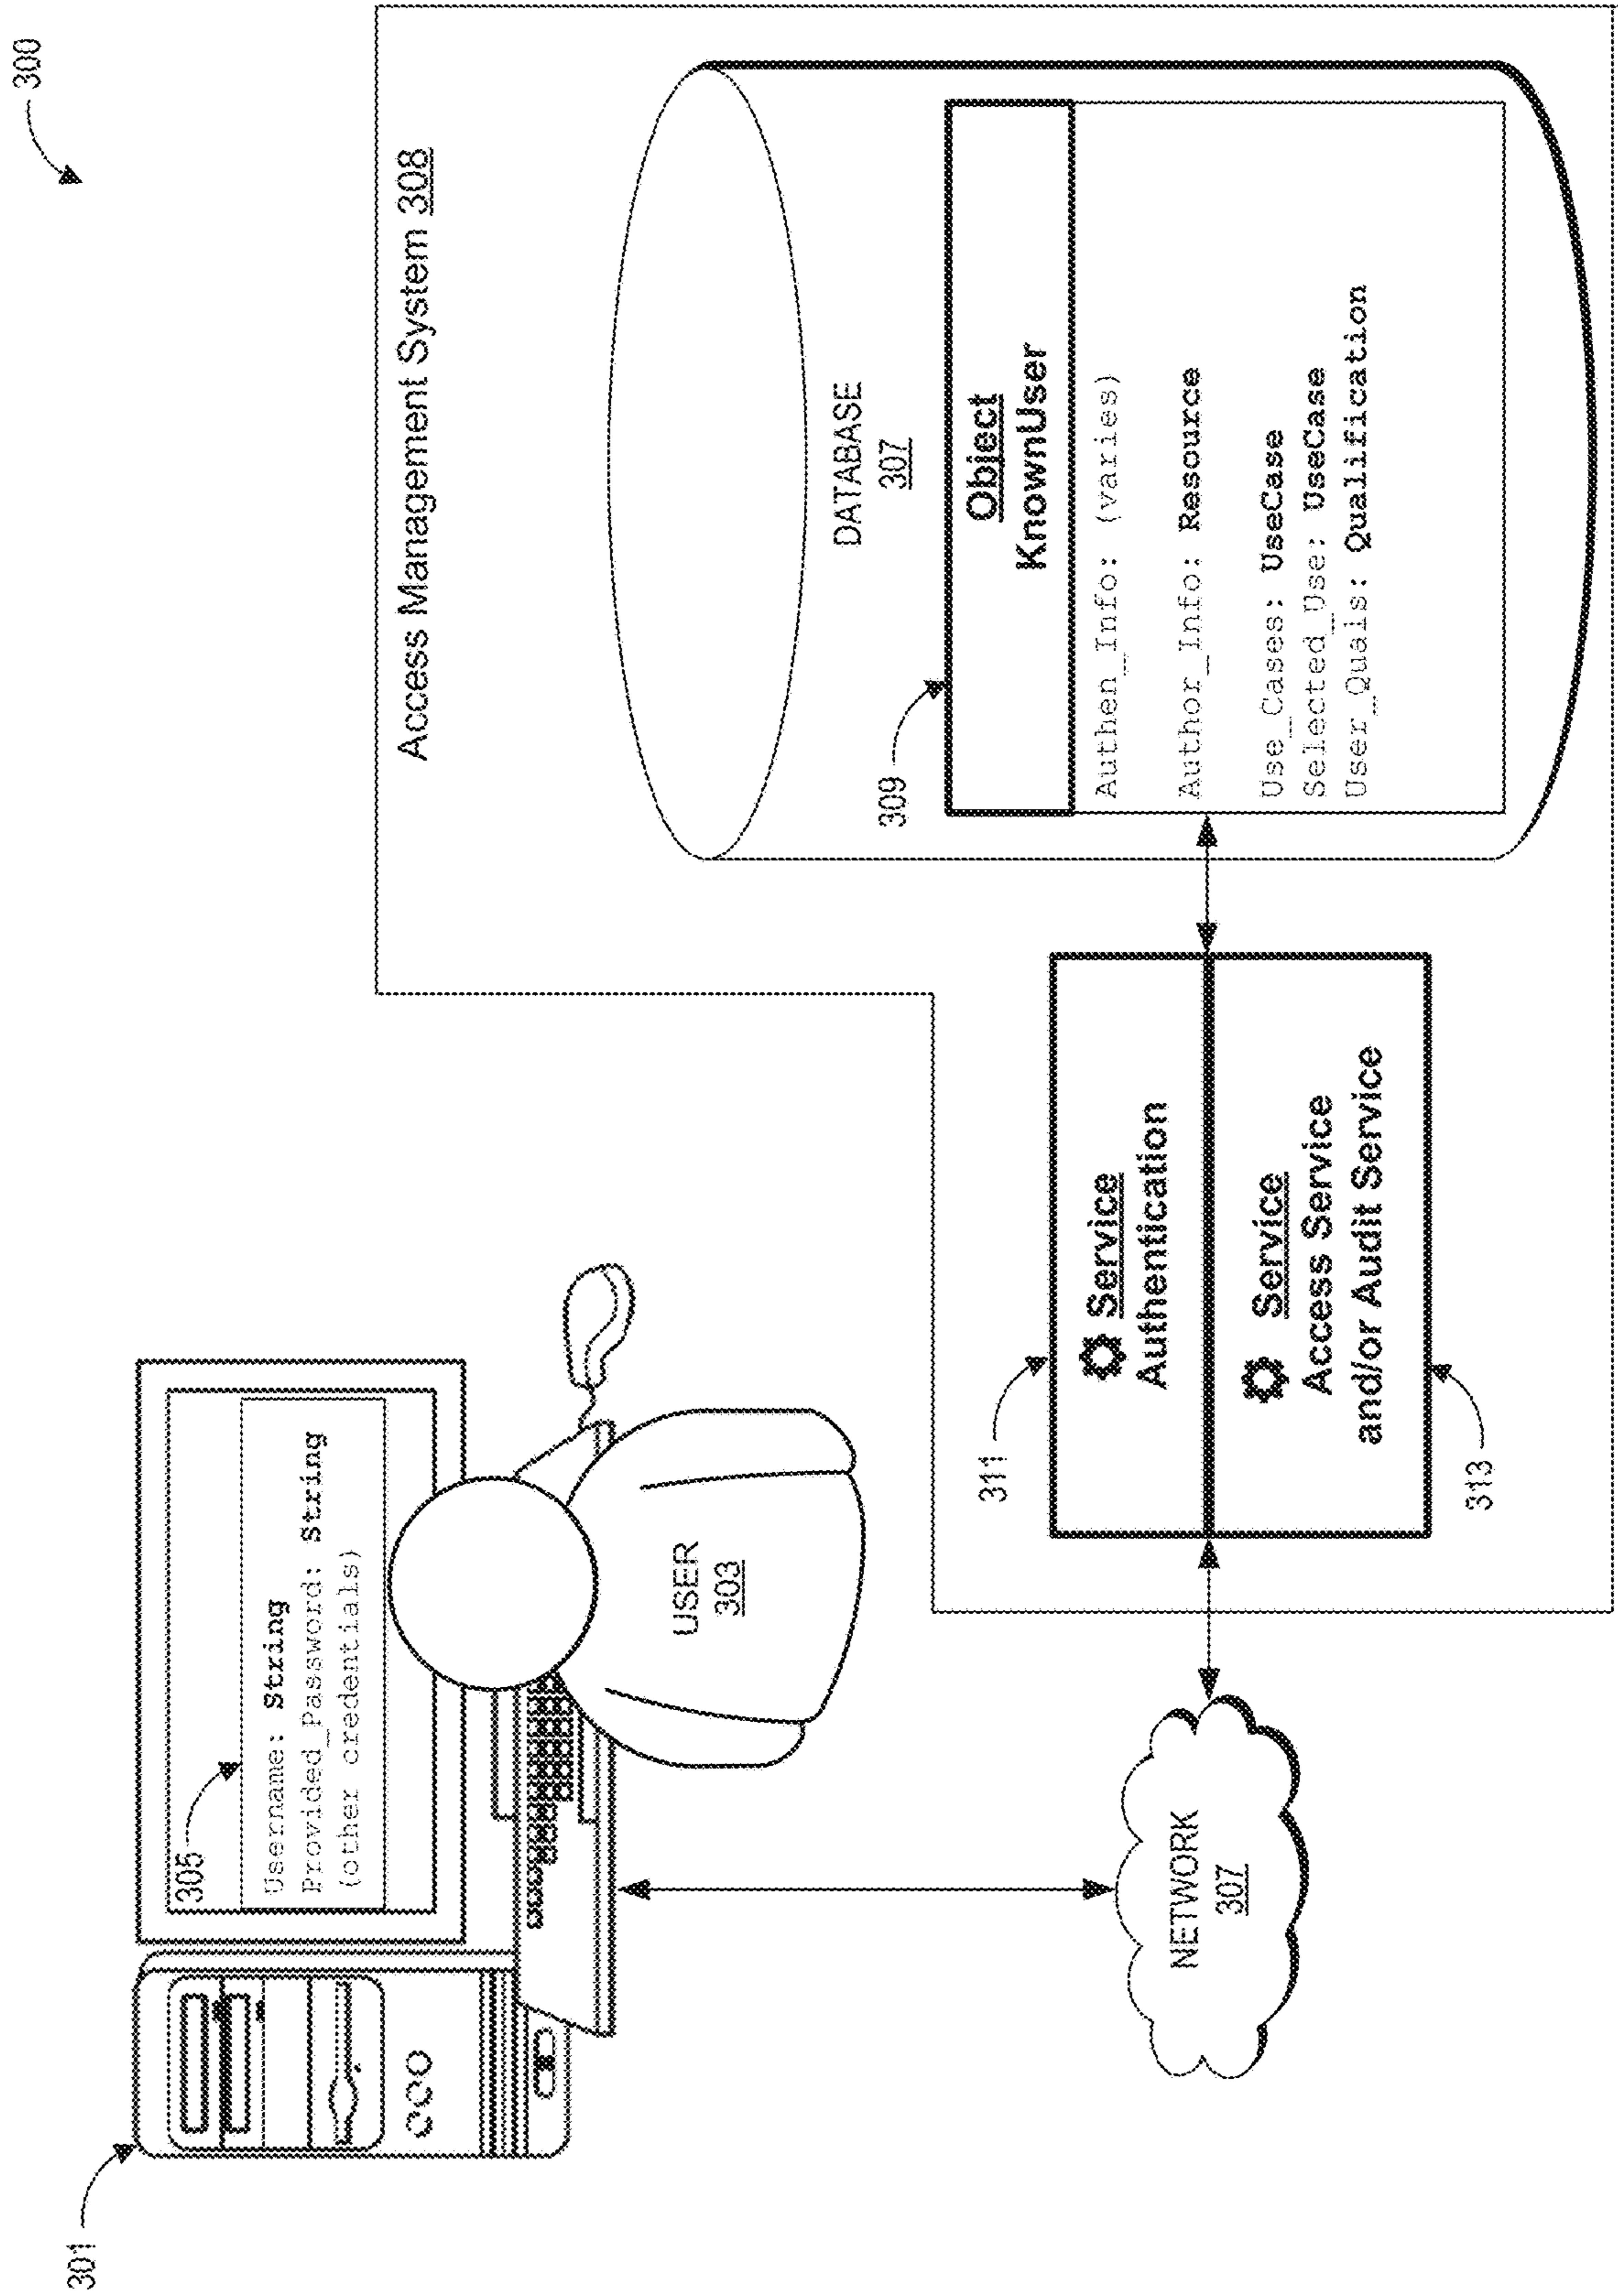 300
301
305
Username: String
Provided_Password: String
(other credentials)
USER
303
NETWORK
307
Access Management System 308
311
Service
Authentication
Service
Access Service
and/or Audit Service
313
DATABASE
307
309
Object
KnownUser
Authen_Info: (varies)
Author_Info: Resource
Use_Cases: UseCase
Selected_Use: UseCase
User_Quals: Qualification